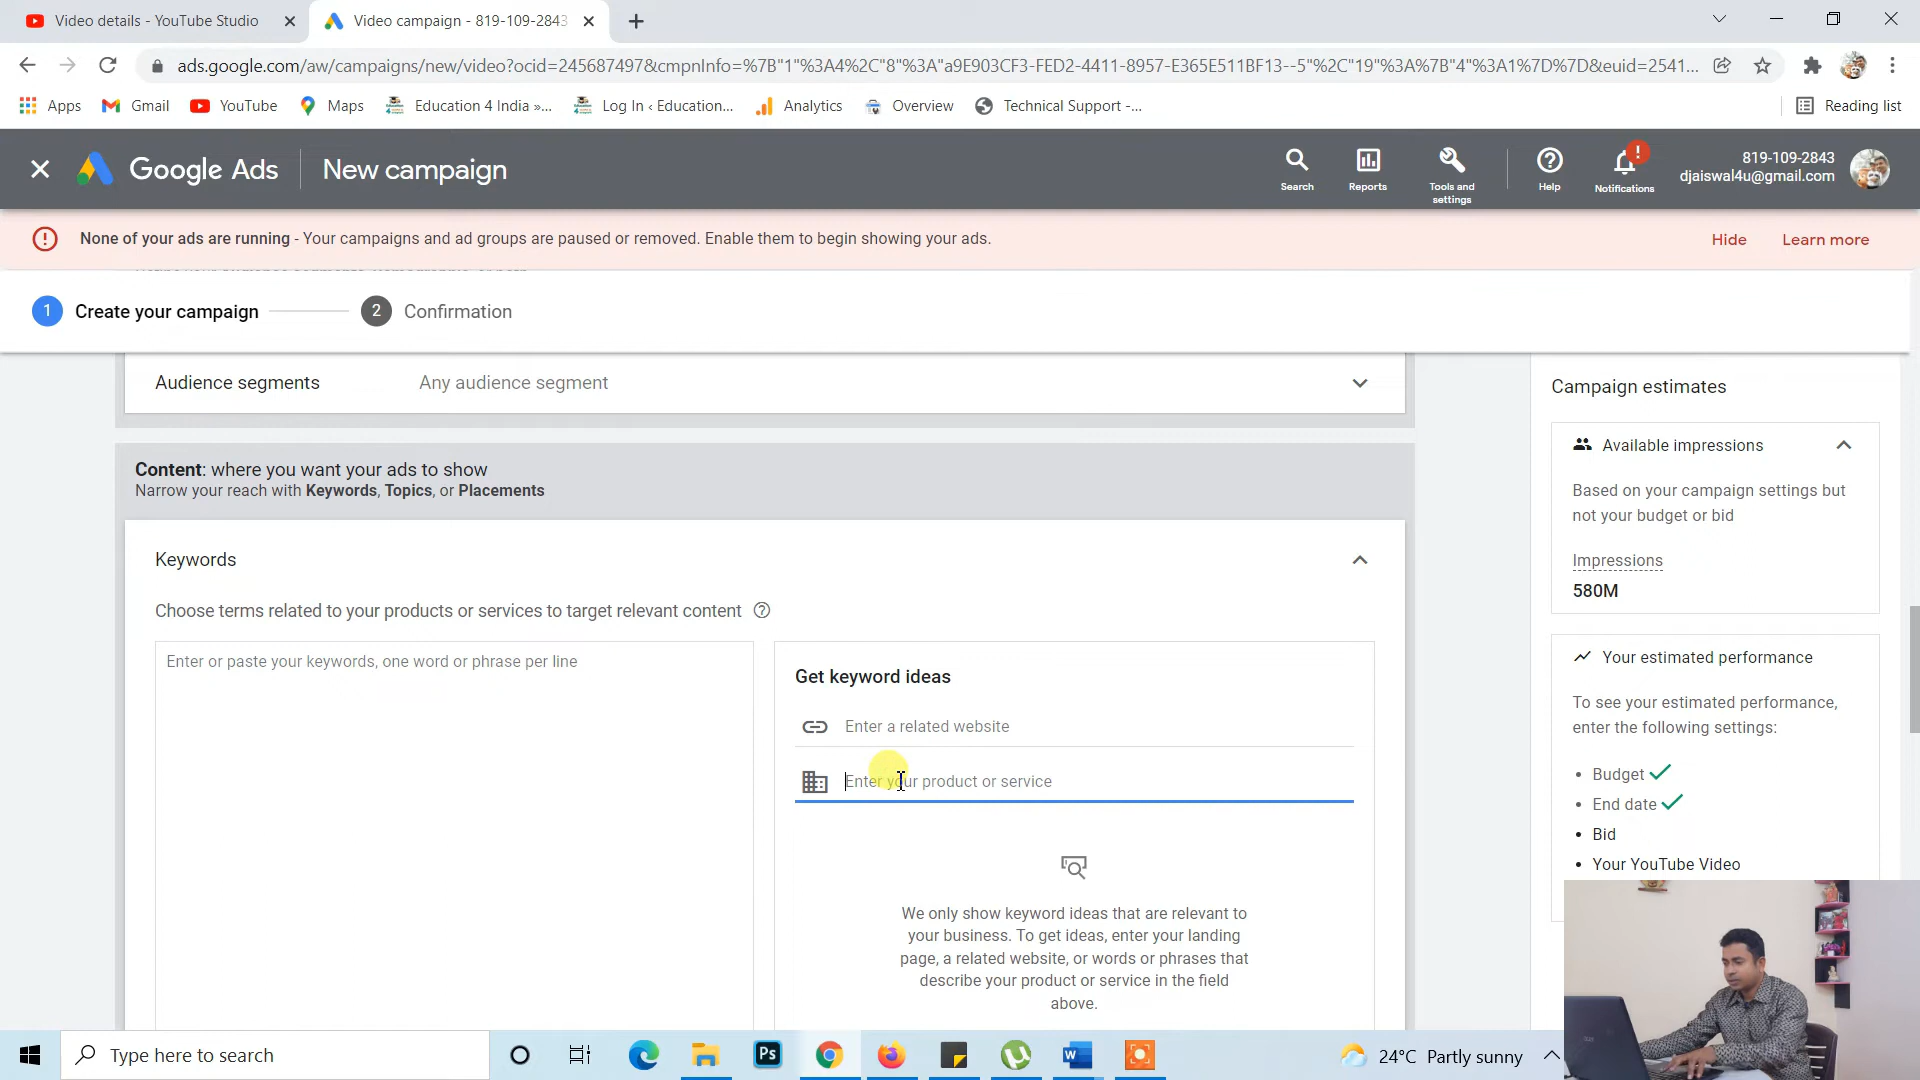 Video details - YouTube Studio
Video campaign - 819-109-2843
ads.google.com/aw/campaigns/new/video?ocid=245687497&cmpnInfo=%7B"1"%3A4%2C"8"%3A"a9E903CF3-FED2-4411-8957-E365E511BF13--5"%2C"19"%3A%7B"4"%3A1%7D%7D&euid=2541...
Apps
Gmail
YouTube
Maps
Education 4 India »...
Log In ‹ Education...
Analytics
Overview
Technical Support -...
Reading list
Google Ads
New campaign
Search
Reports
Tools and
settings
Help
Notifications
819-109-2843
djaiswal4u@gmail.com
None of your ads are running - Your campaigns and ad groups are paused or removed. Enable them to begin showing your ads.
Hide
Learn more
1
Create your campaign
2
Confirmation
Audience segments
Any audience segment
Content: where you want your ads to show
Narrow your reach with Keywords, Topics, or Placements
Keywords
Choose terms related to your products or services to target relevant content
Enter or paste your keywords, one word or phrase per line
Get keyword ideas
Enter a related website
Enter your product or service
We only show keyword ideas that are relevant to
your business. To get ideas, enter your landing
page, a related website, or words or phrases that
describe your product or service in the field
above.
Campaign estimates
Available impressions
Based on your campaign settings but
not your budget or bid
Impressions
580M
Your estimated performance
To see your estimated performance,
enter the following settings:
Budget
End date
Bid
Your YouTube Video
Type here to search
Ps
W
24°C Partly sunny